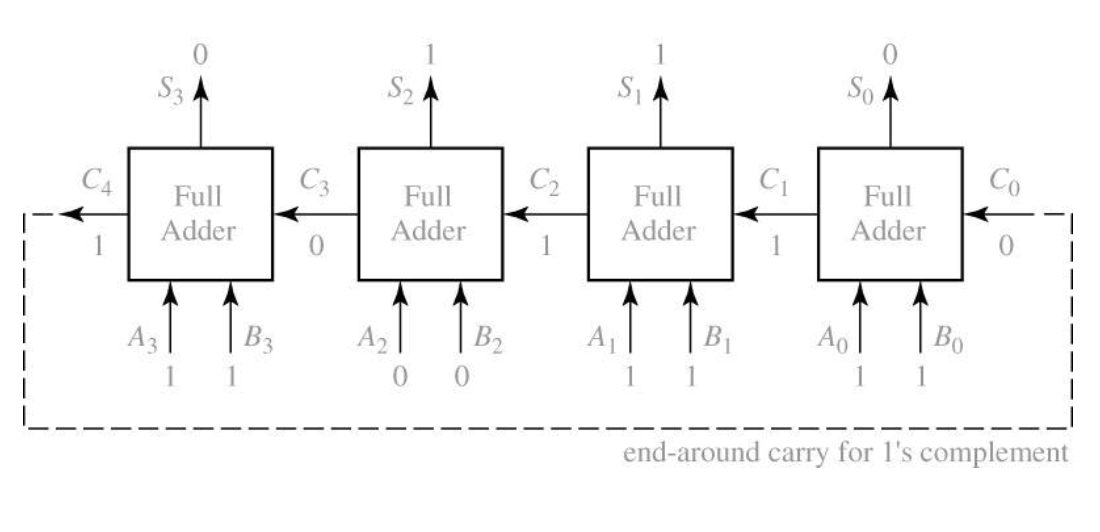 0 1 1 0
S3 S2 S1 S0
C4 Full Adder C3 Full Adder C2 Full Adder C1 Full Adder C0
1 0 1 1 0
A3 B3 A2 B2 A1 B1 A0 B0
1 1 0 0 1 1 1 1
end-around carry for 1's complement